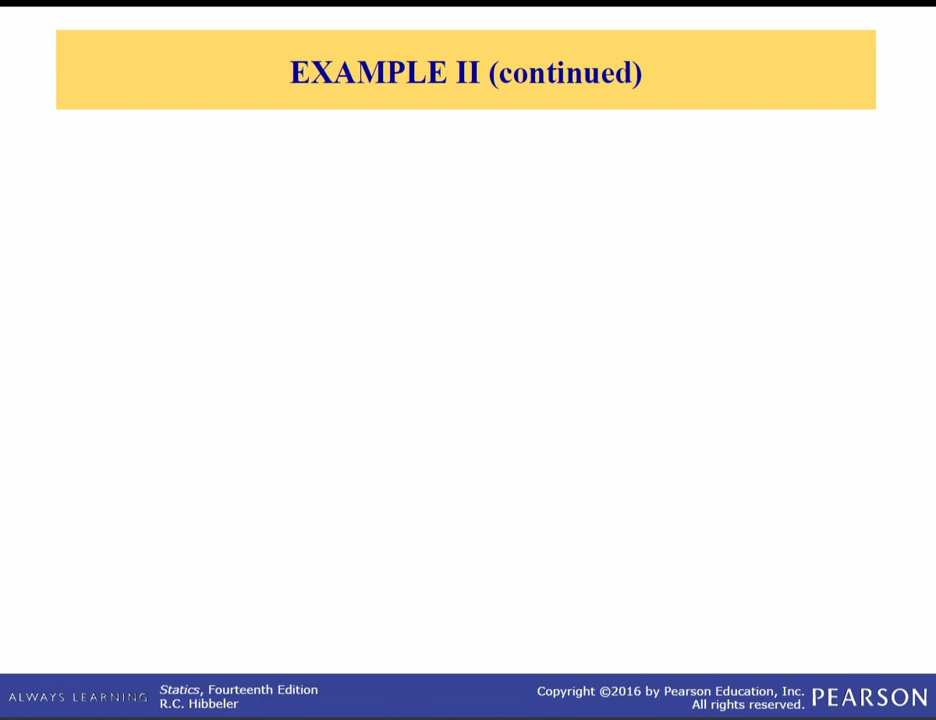 EXAMPLE II (continued)
ALWAYS LEARNING
Statics, Fourteenth Edition
R.C. Hibbeler
Copyright ©2016 by Pearson Education, Inc.
All rights reserved.
PEARSON